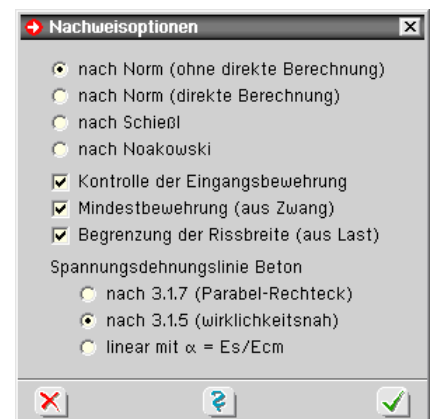 Nachweisoptionen
nach Norm (ohne direkte Berechnung)
nach Norm (direkte Berechnung)
nach Schießl
nach Noakowski
Kontrolle der Eingangsbewehrung
Mindestbewehrung (aus Zwang)
Begrenzung der Rissbreite (aus Last)
Spannungsdehnungslinie Beton
nach 3.1.7 (Parabel-Rechteck)
nach 3.1.5 (wirklichkeitsnah)
linear mit α = Es/Ecm